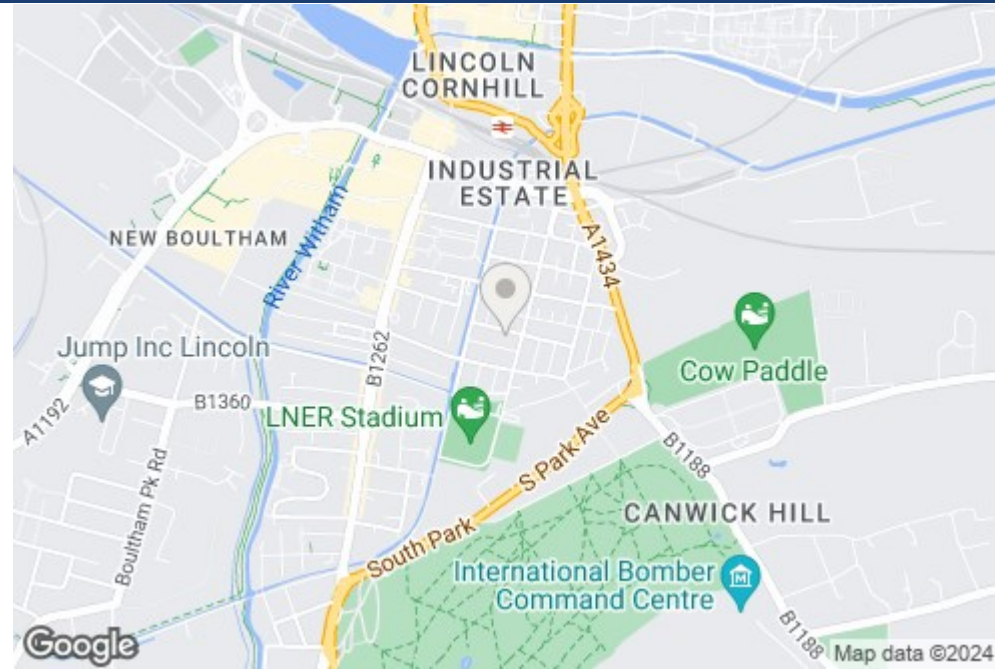 LINCOLN
CORNHILL
INDUSTRIAL
ESTATE
NEW BOULTHAM
River Witham
A1434
Jump Inc Lincoln
B1262
Cow Paddle
A1192
B1360
LNER Stadium
S Park Ave
B1188
Boultham Pk Rd
CANWICK HILL
South Park
International Bomber
Command Centre
B1188
Google
Map data ©2024